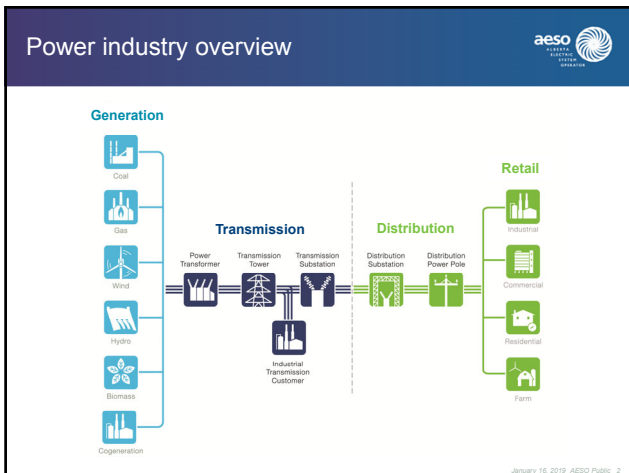 Power industry overview
aeso
ALBERTA
ELECTRIC
SYSTEM
OPERATOR
Generation
Coal
Gas
Wind
Hydro
Biomass
Cogeneration
Transmission
Power
Transformer
Transmission
Tower
Transmission
Substation
Industrial
Transmission
Customer
Distribution
Distribution
Substation
Distribution
Power Pole
Retail
Industrial
Commercial
Residential
Farm
January 16, 2019 AESO Public 2